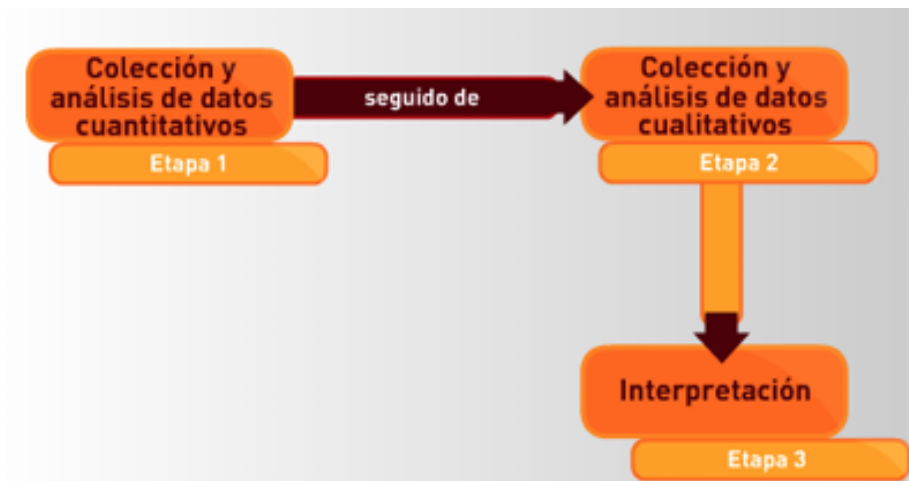 Colección y
análisis de datos
cuantitativos
Etapa 1
seguido de
Colección y
análisis de datos
cualitativos
Etapa 2
Interpretación
Etapa 3